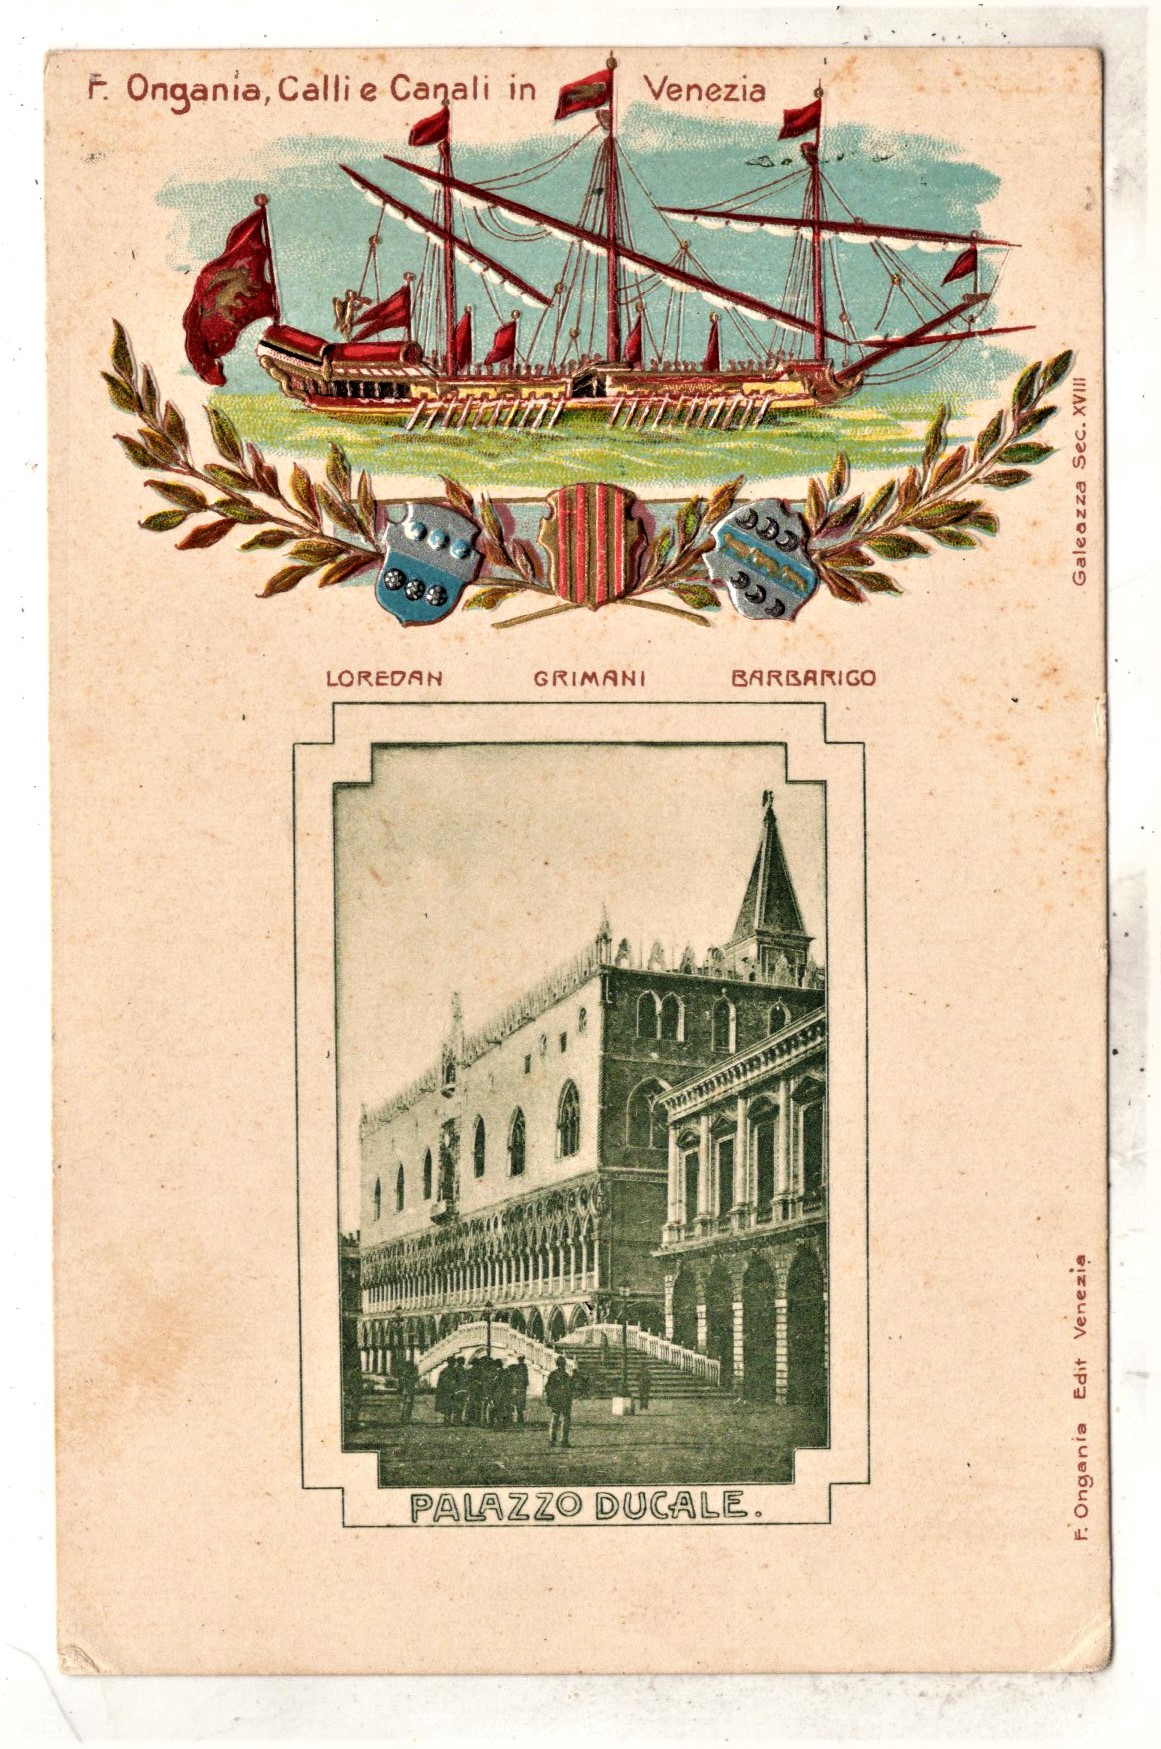 F. Ongania, Calli e Canali in Venezia
Galeazza Sec. XVIII
LOREDAN GRIMANI BARBARIGO
PALAZZO DUCALE.
F. Ongania Edit Venezia